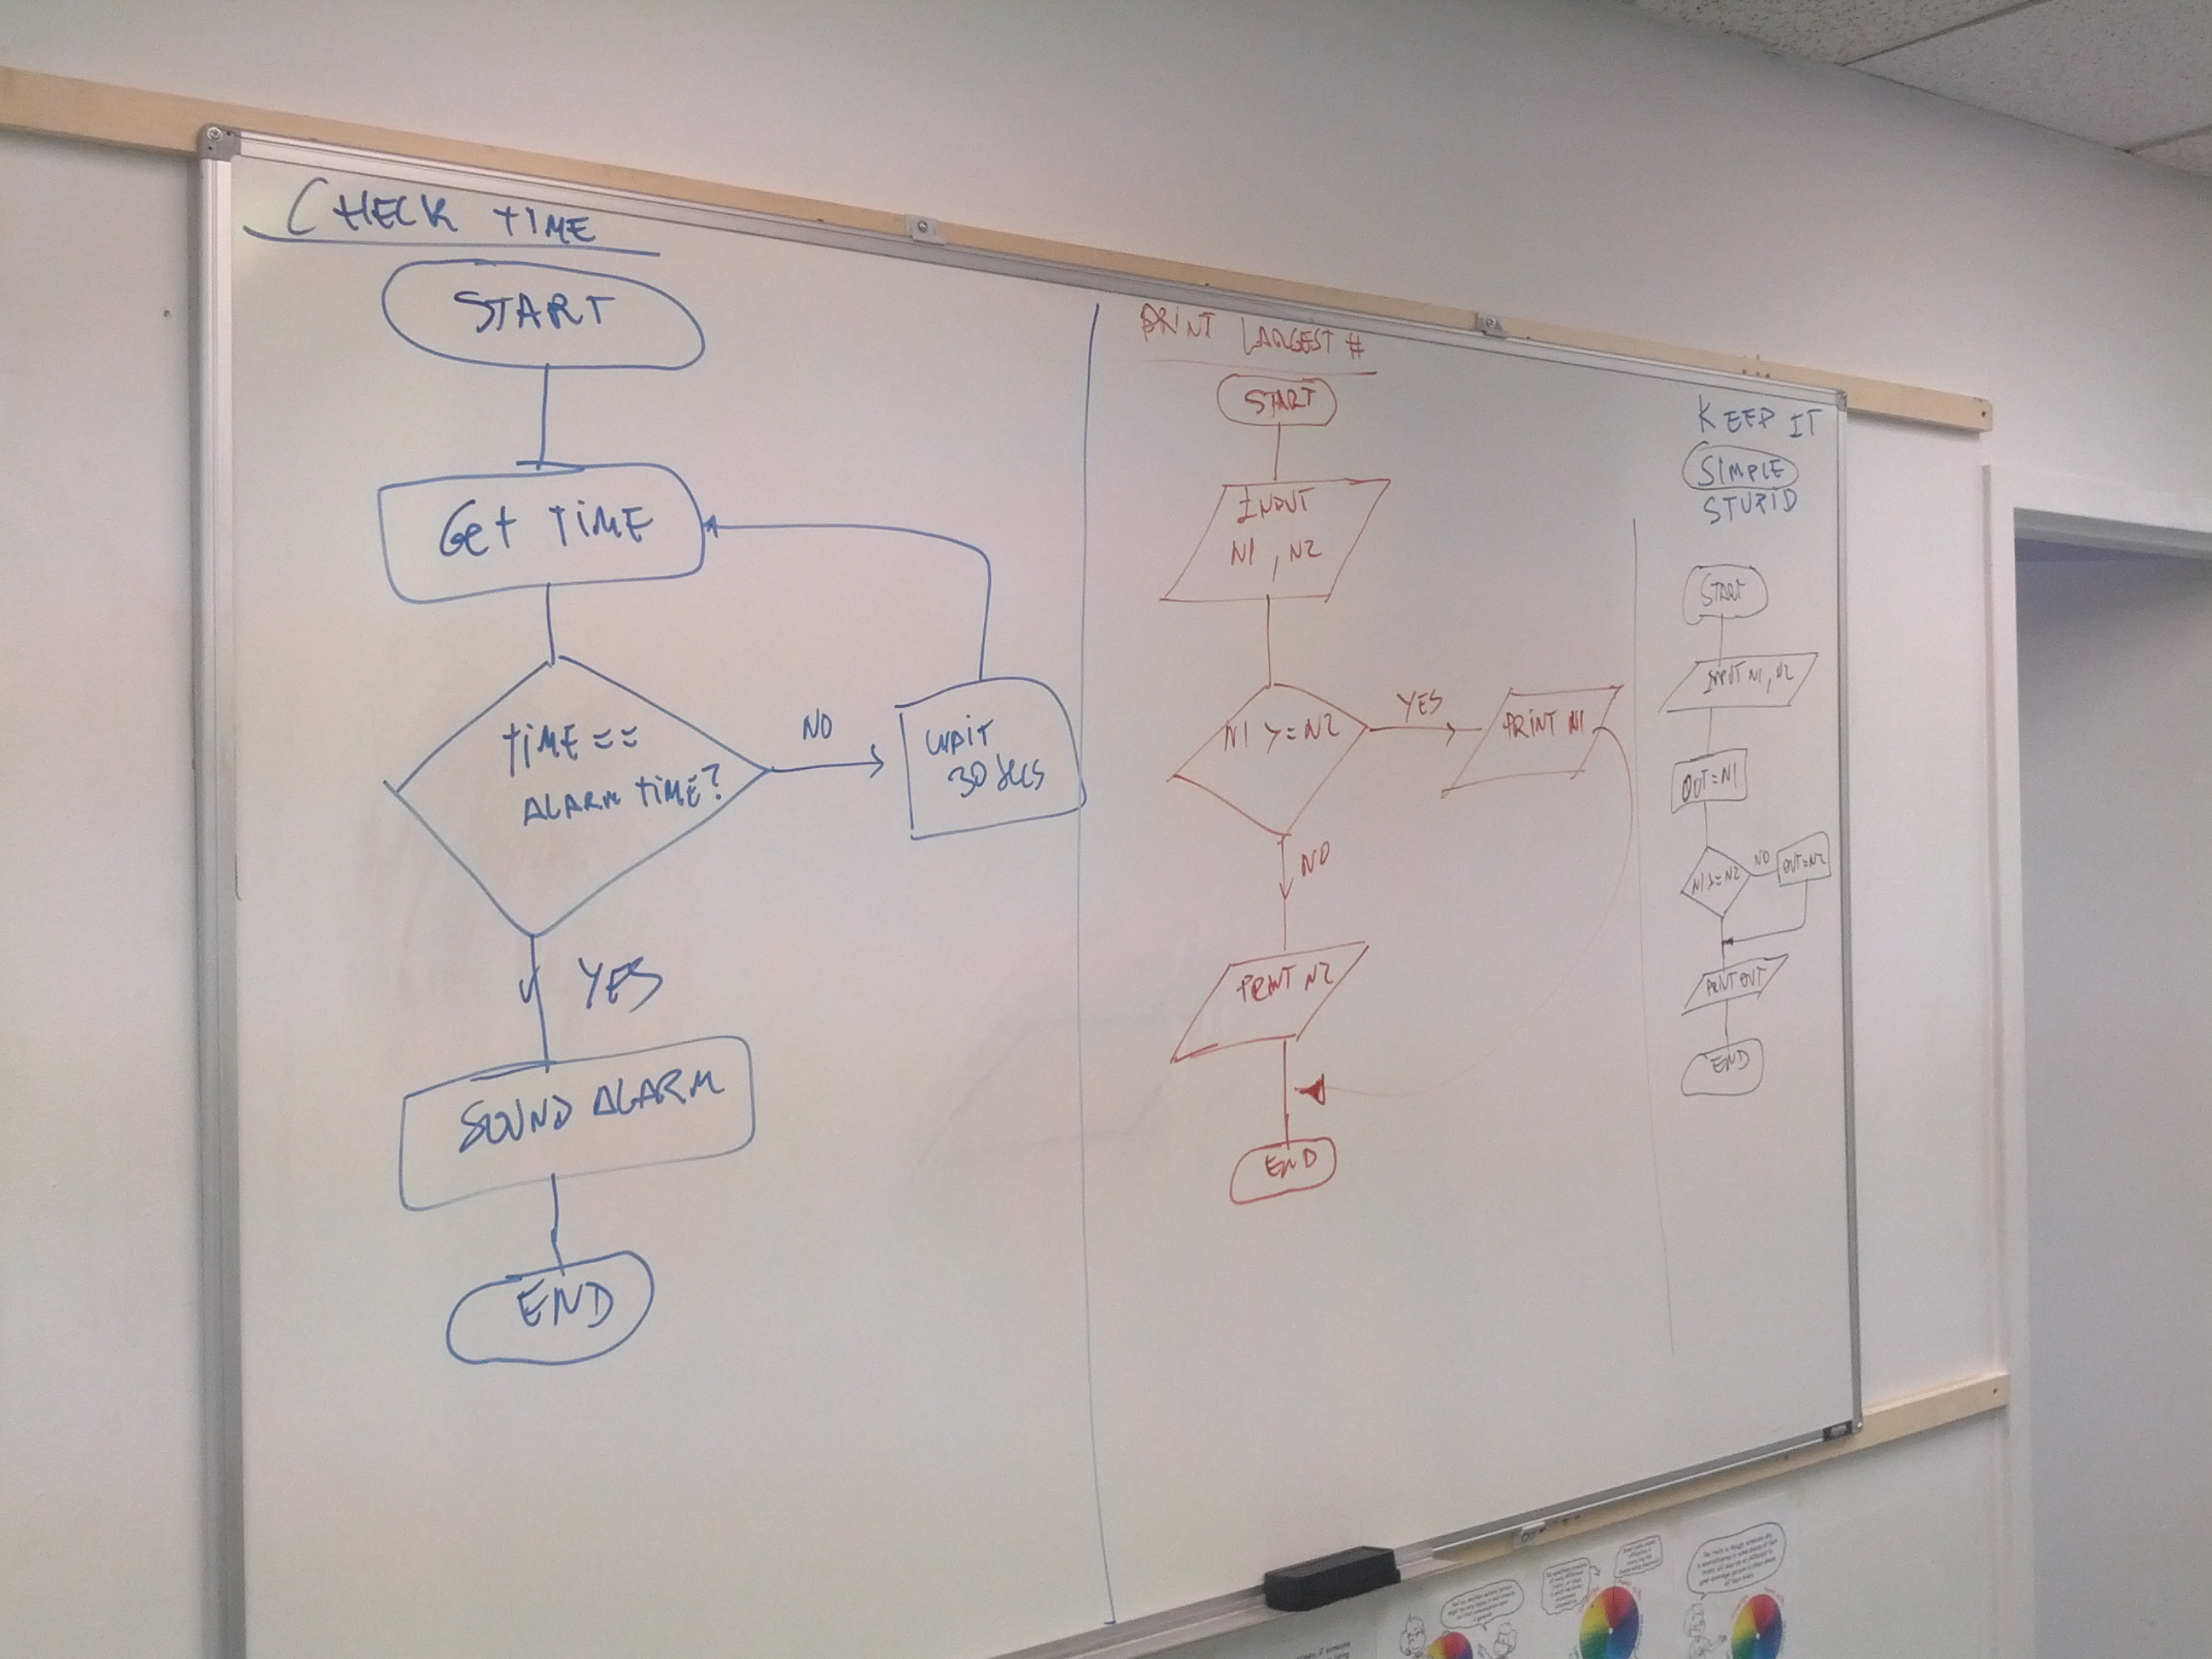 CHECK TIME
START
Get TiME
TiME ==
ALARM TiME?
NO
WAIT
30 secs
YES
SOUND ALARM
END
PRiNT LARGEST #
START
INPUT
N1 , N2
N1 >= N2
YES
PRiNT N1
NO
PRiNT N2
END
KEEP IT
SIMPLE
STUPID
START
INPUT N1, N2
OUT=N1
N1>=N2
NO
OUT=N2
PRINT OUT
END